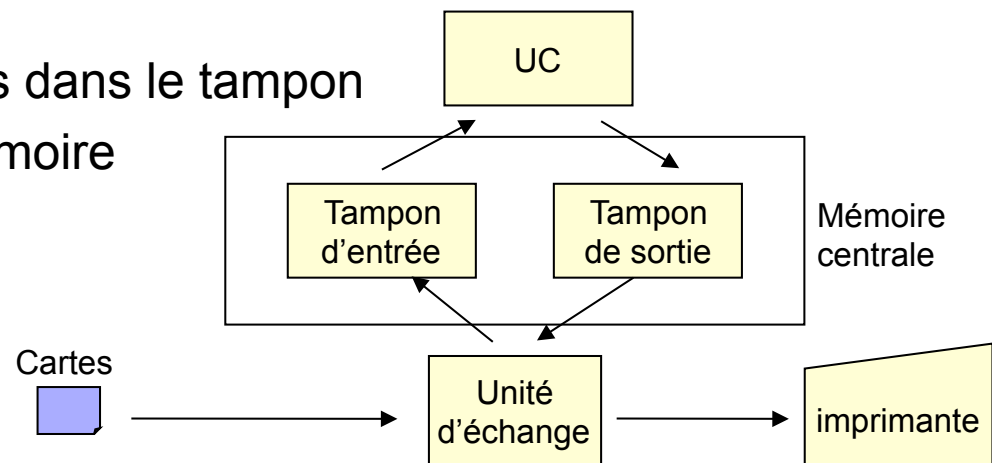 UC
s dans le tampon
moire
Tampon
d’entrée
Tampon
de sortie
Mémoire
centrale
Cartes
Unité
d’échange
imprimante